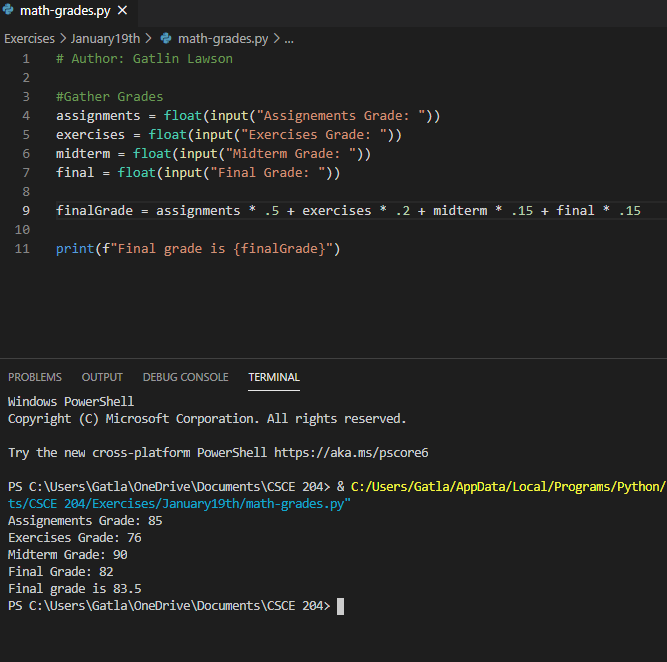 math-grades.py
Exercises > January19th > math-grades.py > ...
1 # Author: Gatlin Lawson
2
3 #Gather Grades
4 assignments = float(input("Assignements Grade: "))
5 exercises = float(input("Exercises Grade: "))
6 midterm = float(input("Midterm Grade: "))
7 final = float(input("Final Grade: "))
8
9 finalGrade = assignments * .5 + exercises * .2 + midterm * .15 + final * .15
10
11 print(f"Final grade is {finalGrade}")
PROBLEMS OUTPUT DEBUG CONSOLE TERMINAL
Windows PowerShell
Copyright (C) Microsoft Corporation. All rights reserved.
Try the new cross-platform PowerShell https://aka.ms/pscore6
PS C:\Users\Gatla\OneDrive\Documents\CSCE 204> & C:/Users/Gatla/AppData/Local/Programs/Python/
ts/CSCE 204/Exercises/January19th/math-grades.py"
Assignements Grade: 85
Exercises Grade: 76
Midterm Grade: 90
Final Grade: 82
Final grade is 83.5
PS C:\Users\Gatla\OneDrive\Documents\CSCE 204>